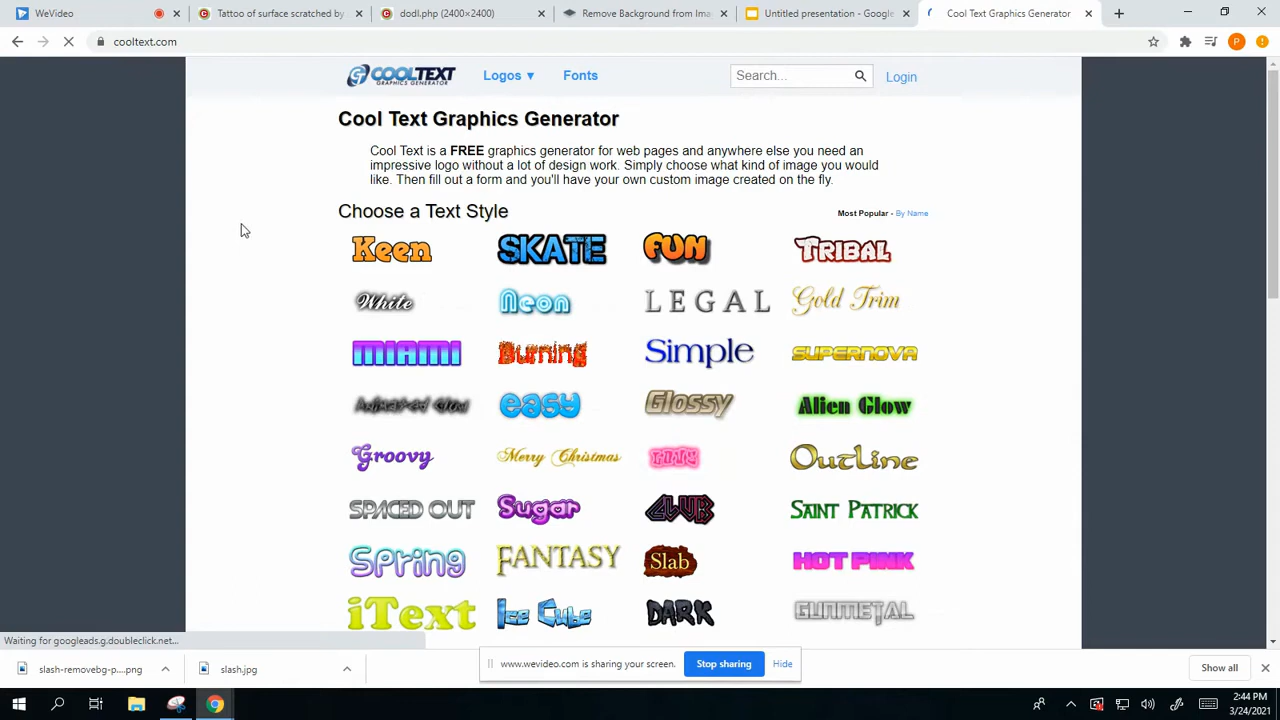 WeVideo
Tattoo of surface scratched by
dodl.php (2400×2400)
Remove Background from Ima
Untitled presentation - Google
Cool Text Graphics Generator
cooltext.com
COOLTEXT
GRAPHICS GENERATOR
Logos ▼
Fonts
Search...
Login
Cool Text Graphics Generator
Cool Text is a FREE graphics generator for web pages and anywhere else you need an
impressive logo without a lot of design work. Simply choose what kind of image you would
like. Then fill out a form and you'll have your own custom image created on the fly.
Choose a Text Style
Most Popular - By Name
Keen
SKATE
FUN
TRIBAL
White
Neon
LEGAL
Gold Trim
MIAMI
Burning
Simple
SUPERNOVA
Animated Glow
easy
Glossy
Alien Glow
Groovy
Merry Christmas
Outline
SPACED OUT
Sugar
CLUB
SAINT PATRICK
Spring
FANTASY
Slab
HOT PINK
iText
Ice Cube
DARK
GUNMETAL
Waiting for googleads.g.doubleclick.net...
slash-removebg-p....png
slash.jpg
www.wevideo.com is sharing your screen.
Stop sharing
Hide
Show all
P
2:44 PM
3/24/2021